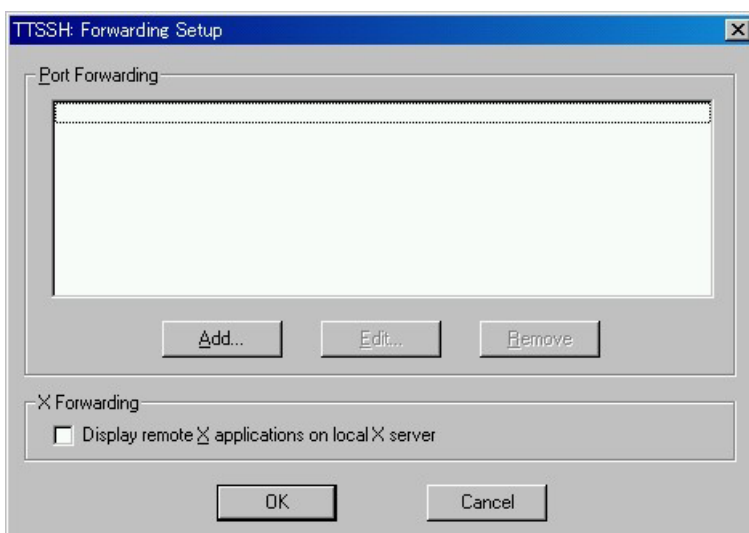 TTSSH: Forwarding Setup
Port Forwarding
Add... Edit... Remove
X Forwarding
Display remote X applications on local X server
OK Cancel